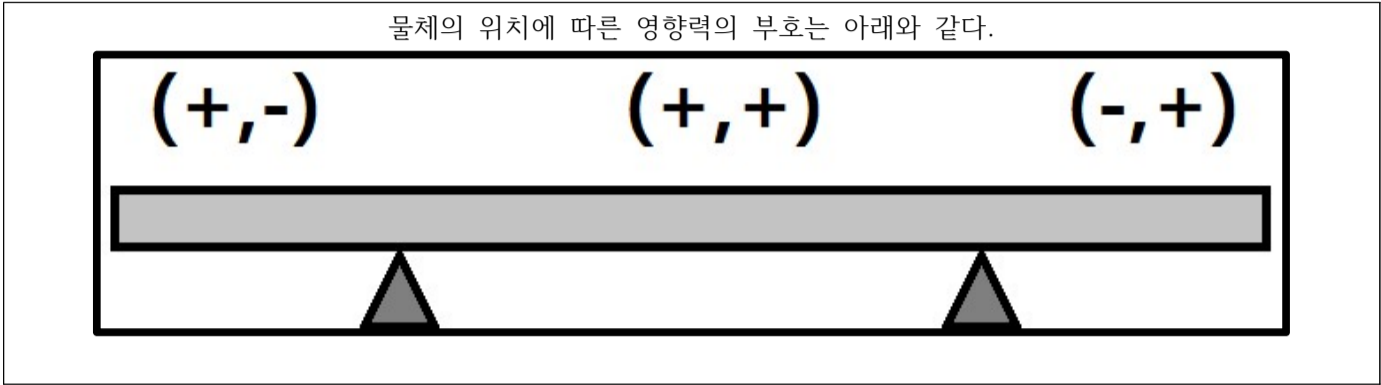 물체의 위치에 따른 영향력의 부호는 아래와 같다.
(+,-) (+,+) (-,+)